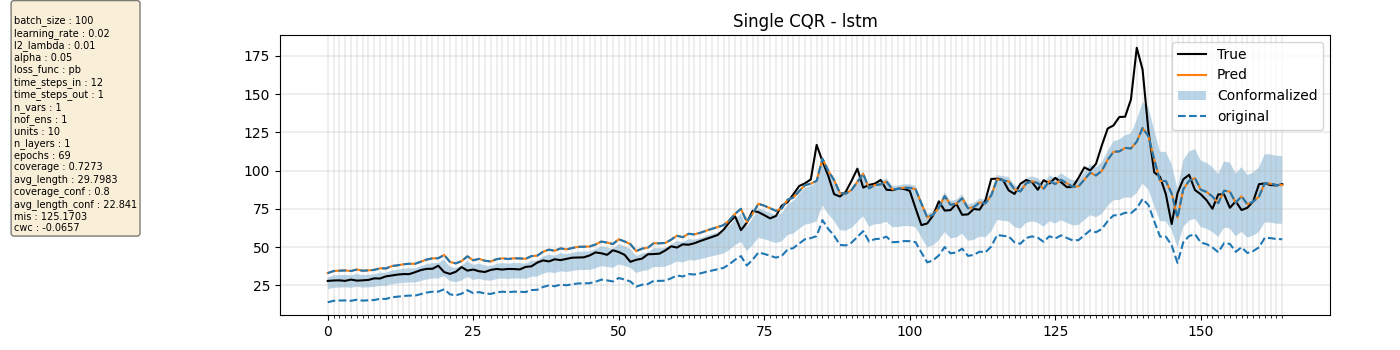 batch_size : 100
learning_rate : 0.02
l2_lambda : 0.01
alpha : 0.05
loss_func : pb
time_steps_in : 12
time_steps_out : 1
n_vars : 1
nof_ens : 1
units : 10
n_layers : 1
epochs : 69
coverage : 0.7273
avg_length : 29.7983
coverage_conf : 0.8
avg_length_conf : 22.841
mis : 125.1703
cwc : -0.0657
Single CQR - lstm
175
150
125
100
75
50
25
0 25 50 75 100 125 150
True
Pred
Conformalized
original